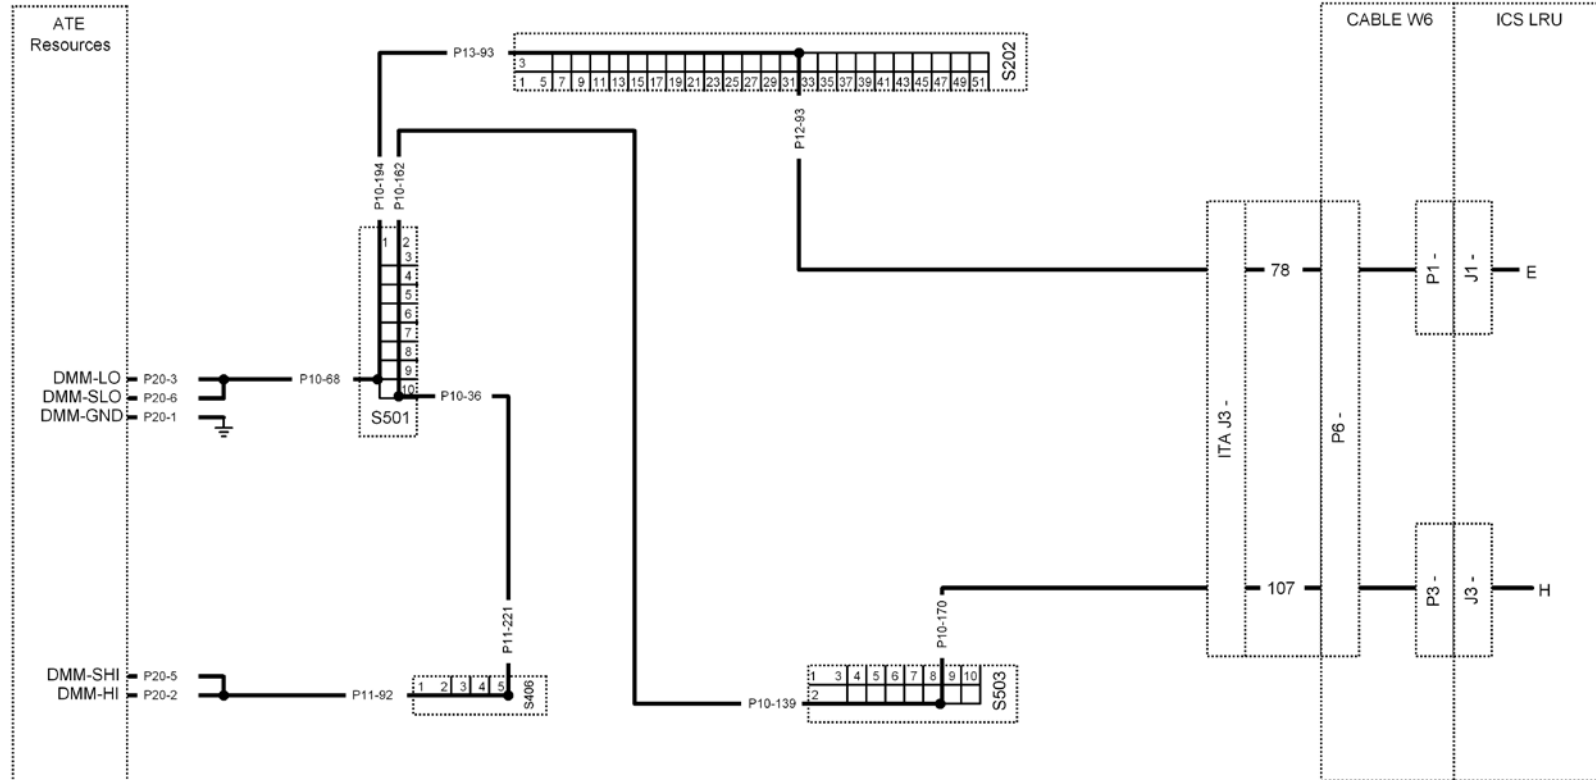 ATE
Resources
CABLE W6
ICS LRU
P13-93
3
1 5 7 9 11 13 15 17 19 21 23 25 27 29 31 33 35 37 39 41 43 45 47 49 51
S202
P12-93
P10-194
P10-162
1 2
3
4
5
6
7
8
9
10
S501
DMM-LO P20-3
DMM-SLO P20-6
DMM-GND P20-1
P10-68
P10-36
ITA J3 -
78
P6 -
P1 -
J1 -
E
107
P3 -
J3 -
H
P11-221
P10-170
DMM-SHI P20-5
DMM-HI P20-2
P11-92
1 2 3 4 5
S406
P10-139
1 3 4 5 6 7 8 9 10
2
S503